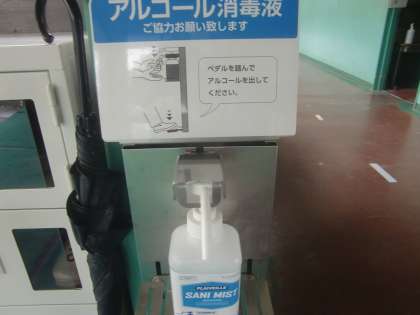 アルコール消毒液
ご協力お願い致します
ペダルを踏んで
アルコールを出して
ください。
PLANVEILLE
SANI MIST